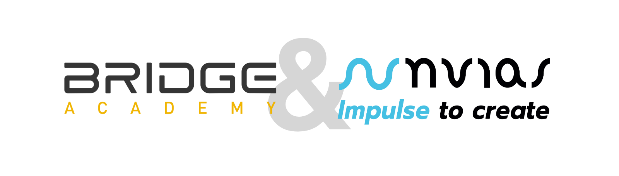 BRIDGE
ACADEMY
&
nvias
Impulse to create